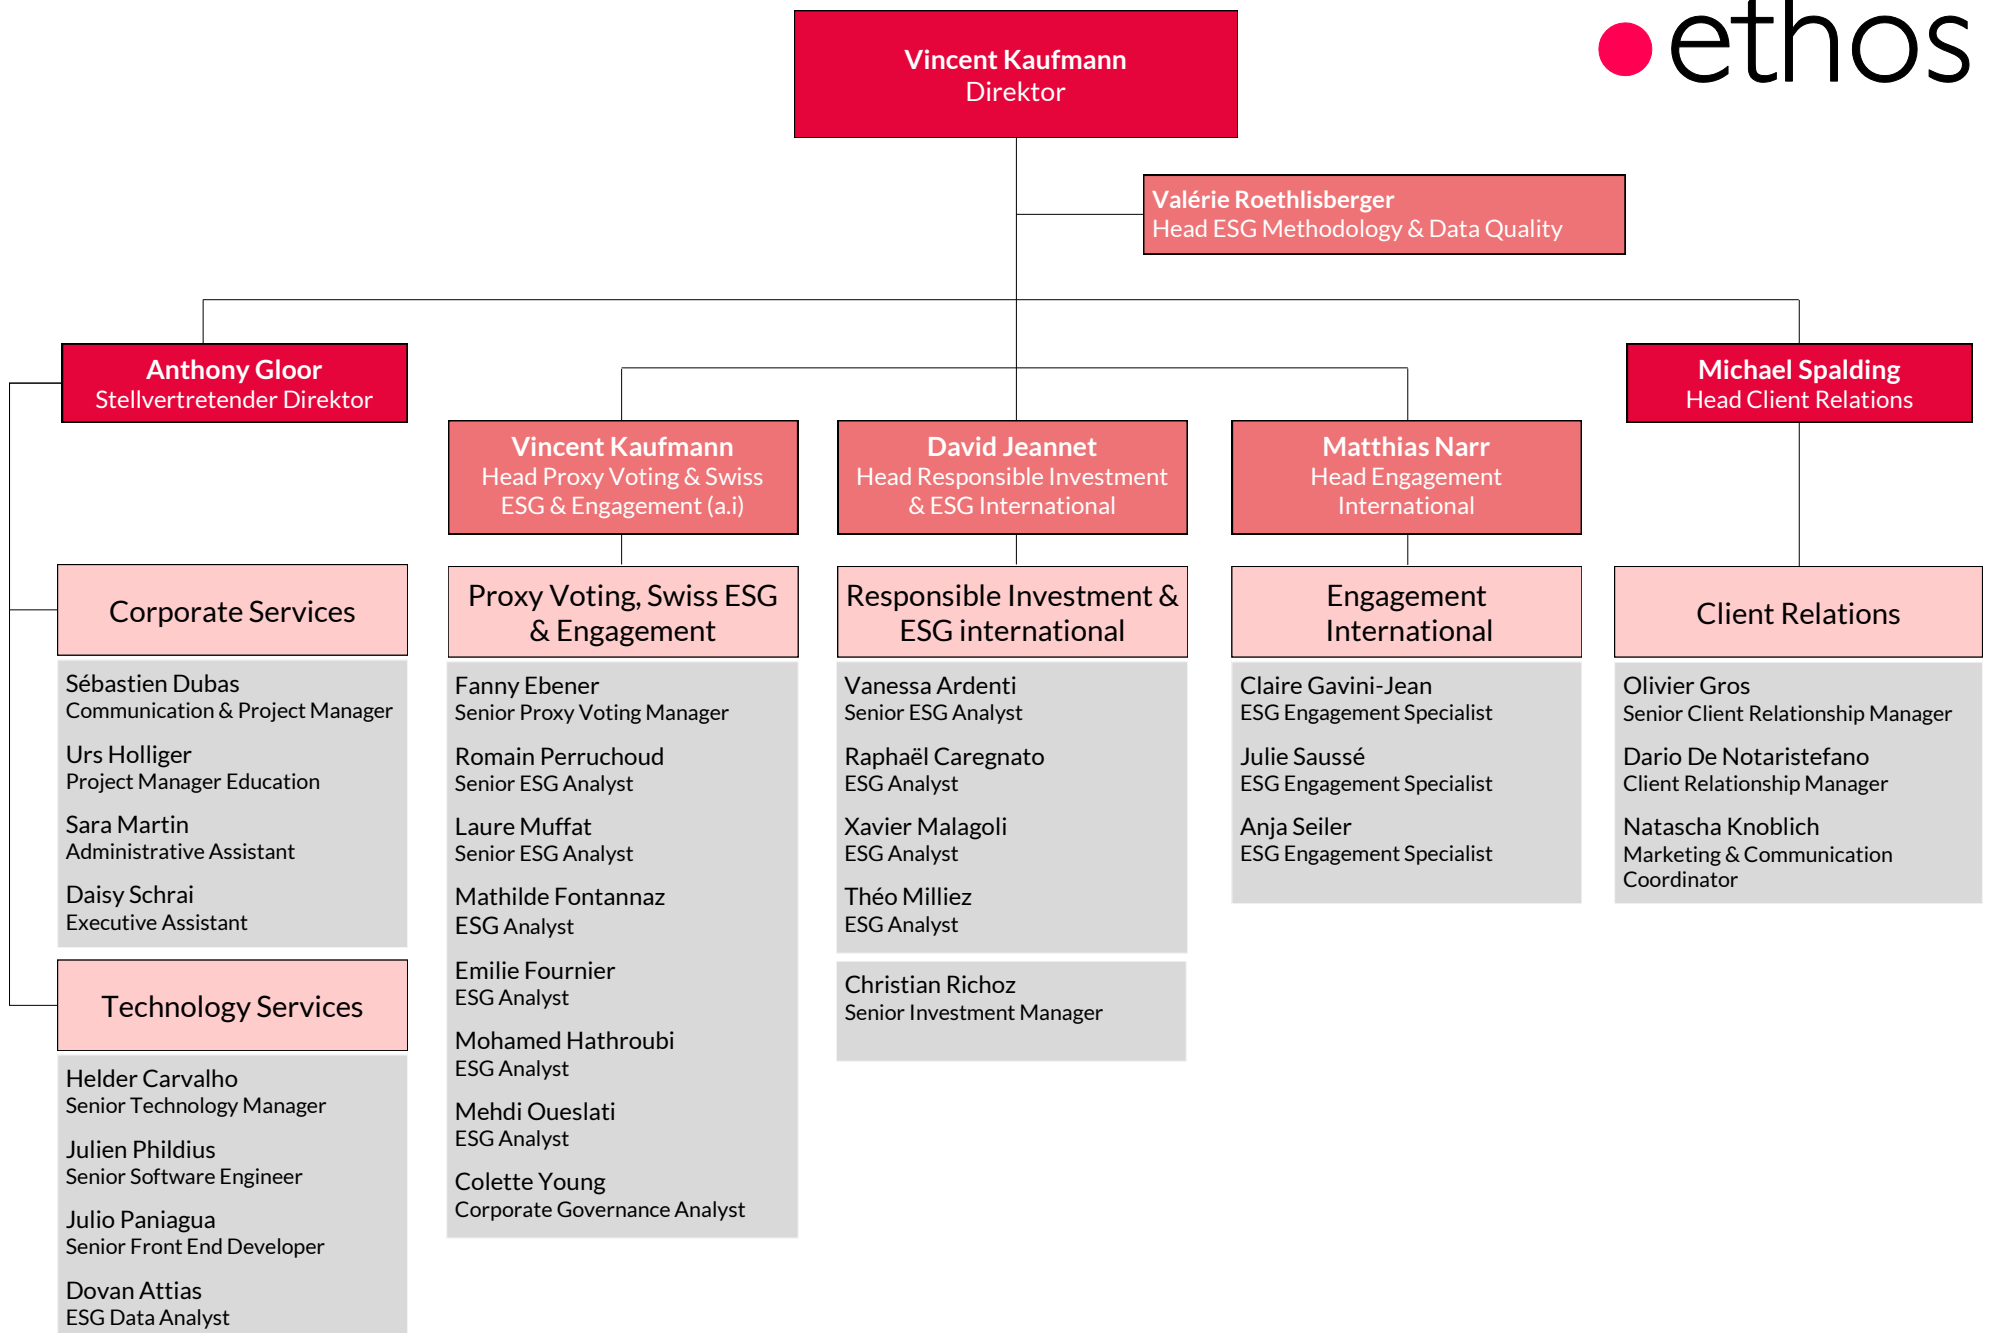 ethos
Vincent Kaufmann
Direktor
Valérie Roethlisberger
Head ESG Methodology & Data Quality
Anthony Gloor
Stellvertretender Direktor
Michael Spalding
Head Client Relations
Vincent Kaufmann
Head Proxy Voting & Swiss
ESG & Engagement (a.i)
David Jeannet
Head Responsible Investment
& ESG International
Matthias Narr
Head Engagement
International
Corporate Services
Sébastien Dubas
Communication & Project Manager
Urs Holliger
Project Manager Education
Sara Martin
Administrative Assistant
Daisy Schrai
Executive Assistant
Technology Services
Helder Carvalho
Senior Technology Manager
Julien Phildius
Senior Software Engineer
Julio Paniagua
Senior Front End Developer
Dovan Attias
ESG Data Analyst
Proxy Voting, Swiss ESG
& Engagement
Fanny Ebener
Senior Proxy Voting Manager
Romain Perruchoud
Senior ESG Analyst
Laure Muffat
Senior ESG Analyst
Mathilde Fontannaz
ESG Analyst
Emilie Fournier
ESG Analyst
Mohamed Hathroubi
ESG Analyst
Mehdi Oueslati
ESG Analyst
Colette Young
Corporate Governance Analyst
Responsible Investment &
ESG international
Vanessa Ardenti
Senior ESG Analyst
Raphaël Caregnato
ESG Analyst
Xavier Malagoli
ESG Analyst
Théo Milliez
ESG Analyst
Christian Richoz
Senior Investment Manager
Engagement
International
Claire Gavini-Jean
ESG Engagement Specialist
Julie Saussé
ESG Engagement Specialist
Anja Seiler
ESG Engagement Specialist
Client Relations
Olivier Gros
Senior Client Relationship Manager
Dario De Notaristefano
Client Relationship Manager
Natascha Knoblich
Marketing & Communication
Coordinator